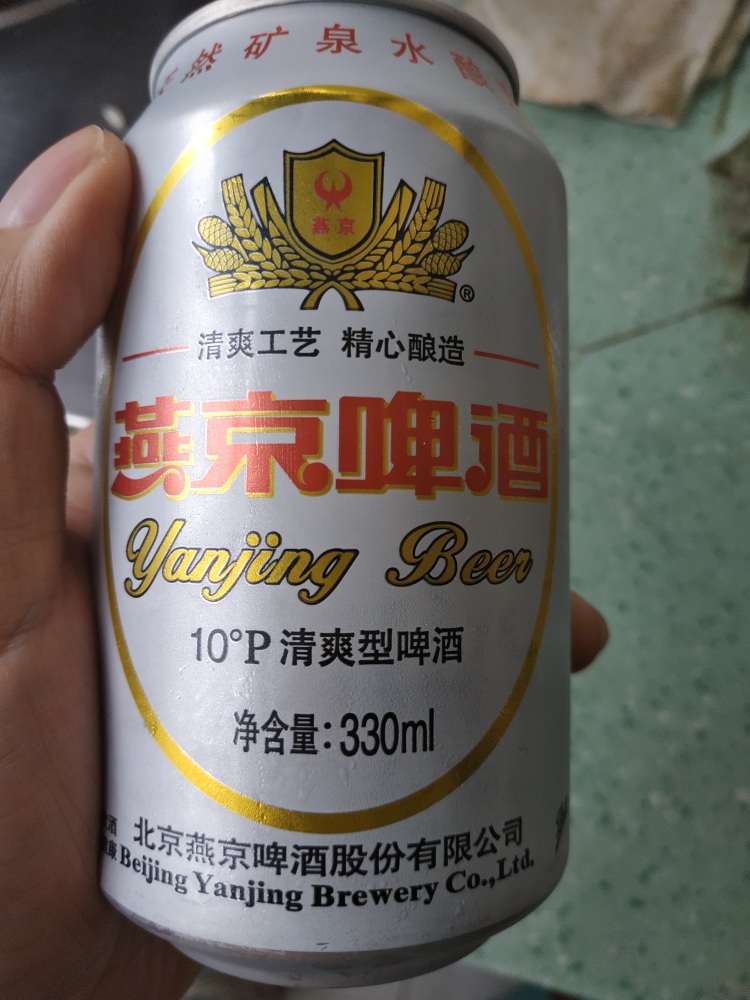 然矿泉水酿
燕京
®
清爽工艺 精心酿造
燕京啤酒
Yanjing Beer
10°P 清爽型啤酒
净含量:330ml
北京燕京啤酒股份有限公司
Beijing Yanjing Brewery Co.,Ltd.